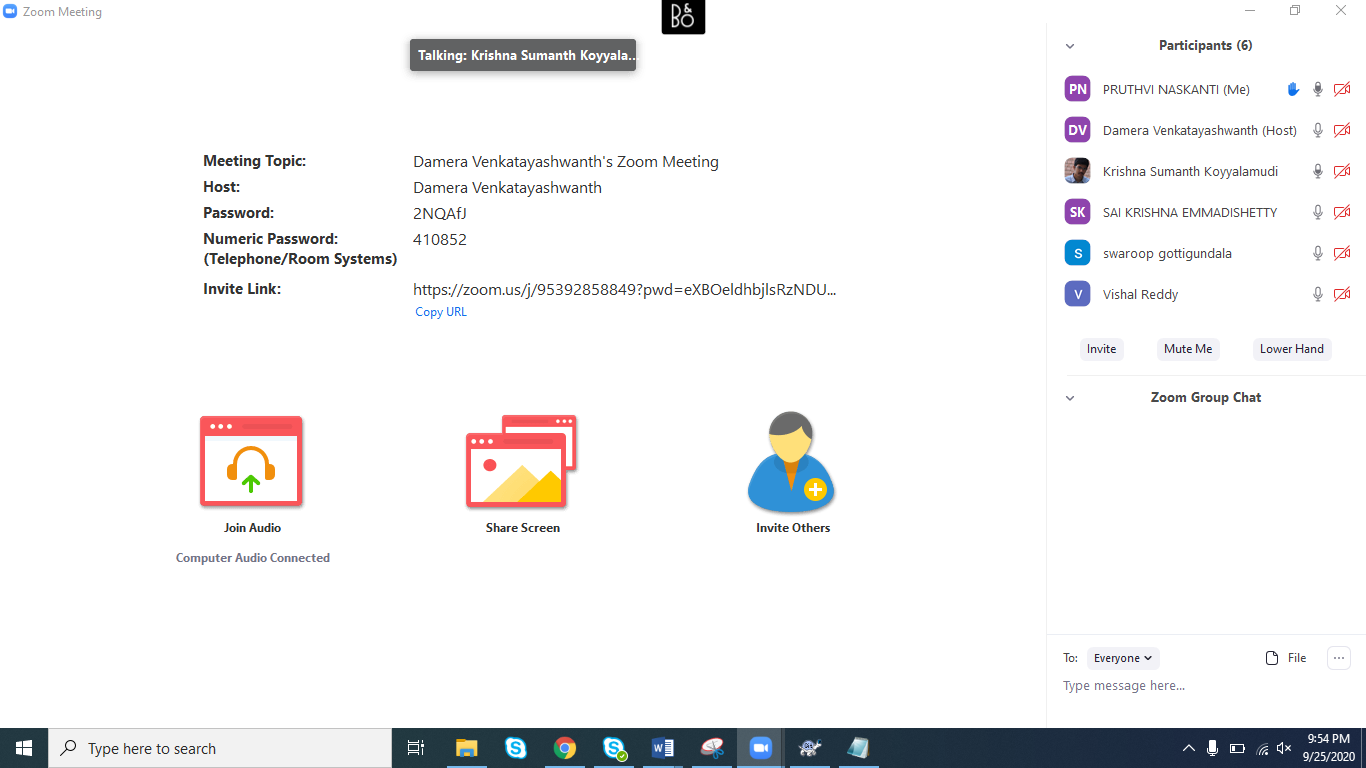 Zoom Meeting
B&O
Talking: Krishna Sumanth Koyyala...
Meeting Topic: Damera Venkatayashwanth's Zoom Meeting
Host: Damera Venkatayashwanth
Password: 2NQAfJ
Numeric Password: 410852
(Telephone/Room Systems)
Invite Link: https://zoom.us/j/95392858849?pwd=eXBOeldhbjlsRzNDU...
Copy URL
Join Audio
Computer Audio Connected
Share Screen
Invite Others
Participants (6)
PN PRUTHVI NASKANTI (Me)
DV Damera Venkatayashwanth (Host)
Krishna Sumanth Koyyalamudi
SK SAI KRISHNA EMMADISHETTY
S swaroop gottigundala
V Vishal Reddy
Invite Mute Me Lower Hand
Zoom Group Chat
To: Everyone File ...
Type message here...
Type here to search
9:54 PM
9/25/2020